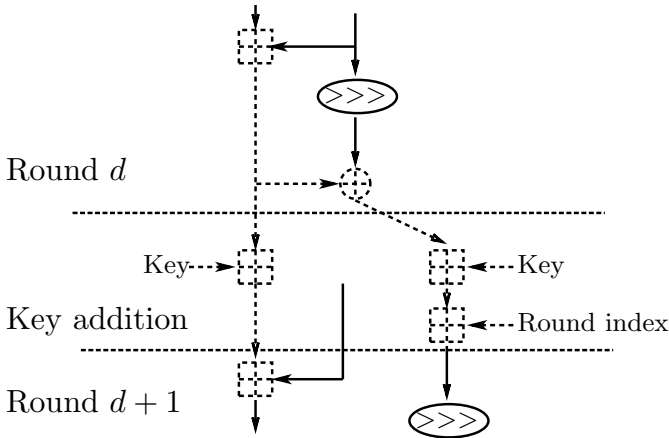 >>>
Round d
Key
Key
Key addition
Round index
Round d + 1
>>>